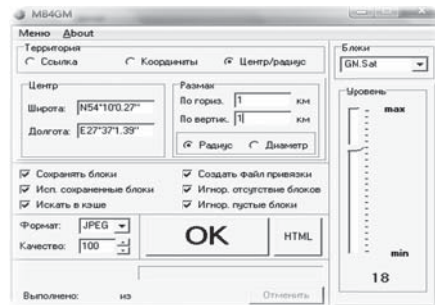 MB4GM
Меню About
Территория
Ссылка Координаты Центр/радиус
Центр
Широта: N54°10'0.27"
Долгота: E27°37'1.39"
Размах
По гориз. 1 км
По вертик. 1 км
Радиус Диаметр
Сохранять блоки
Исп. сохраненные блоки
Искать в кэше
Создать файл привязки
Игнор. отсутствие блоков
Игнор. пустые блоки
Формат: JPEG
Качество: 100
OK
HTML
Выполнено: из
Отменить
Блоки
GM.Sat
Уровень
max
min
18